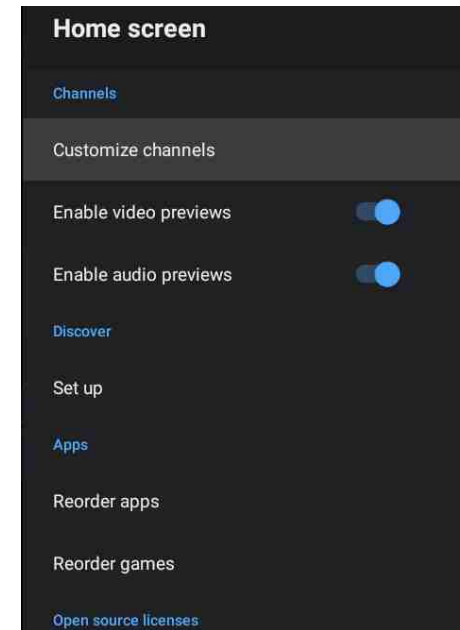 Home screen
Channels
Customize channels
Enable video previews
Enable audio previews
Discover
Set up
Apps
Reorder apps
Reorder games
Open source licenses